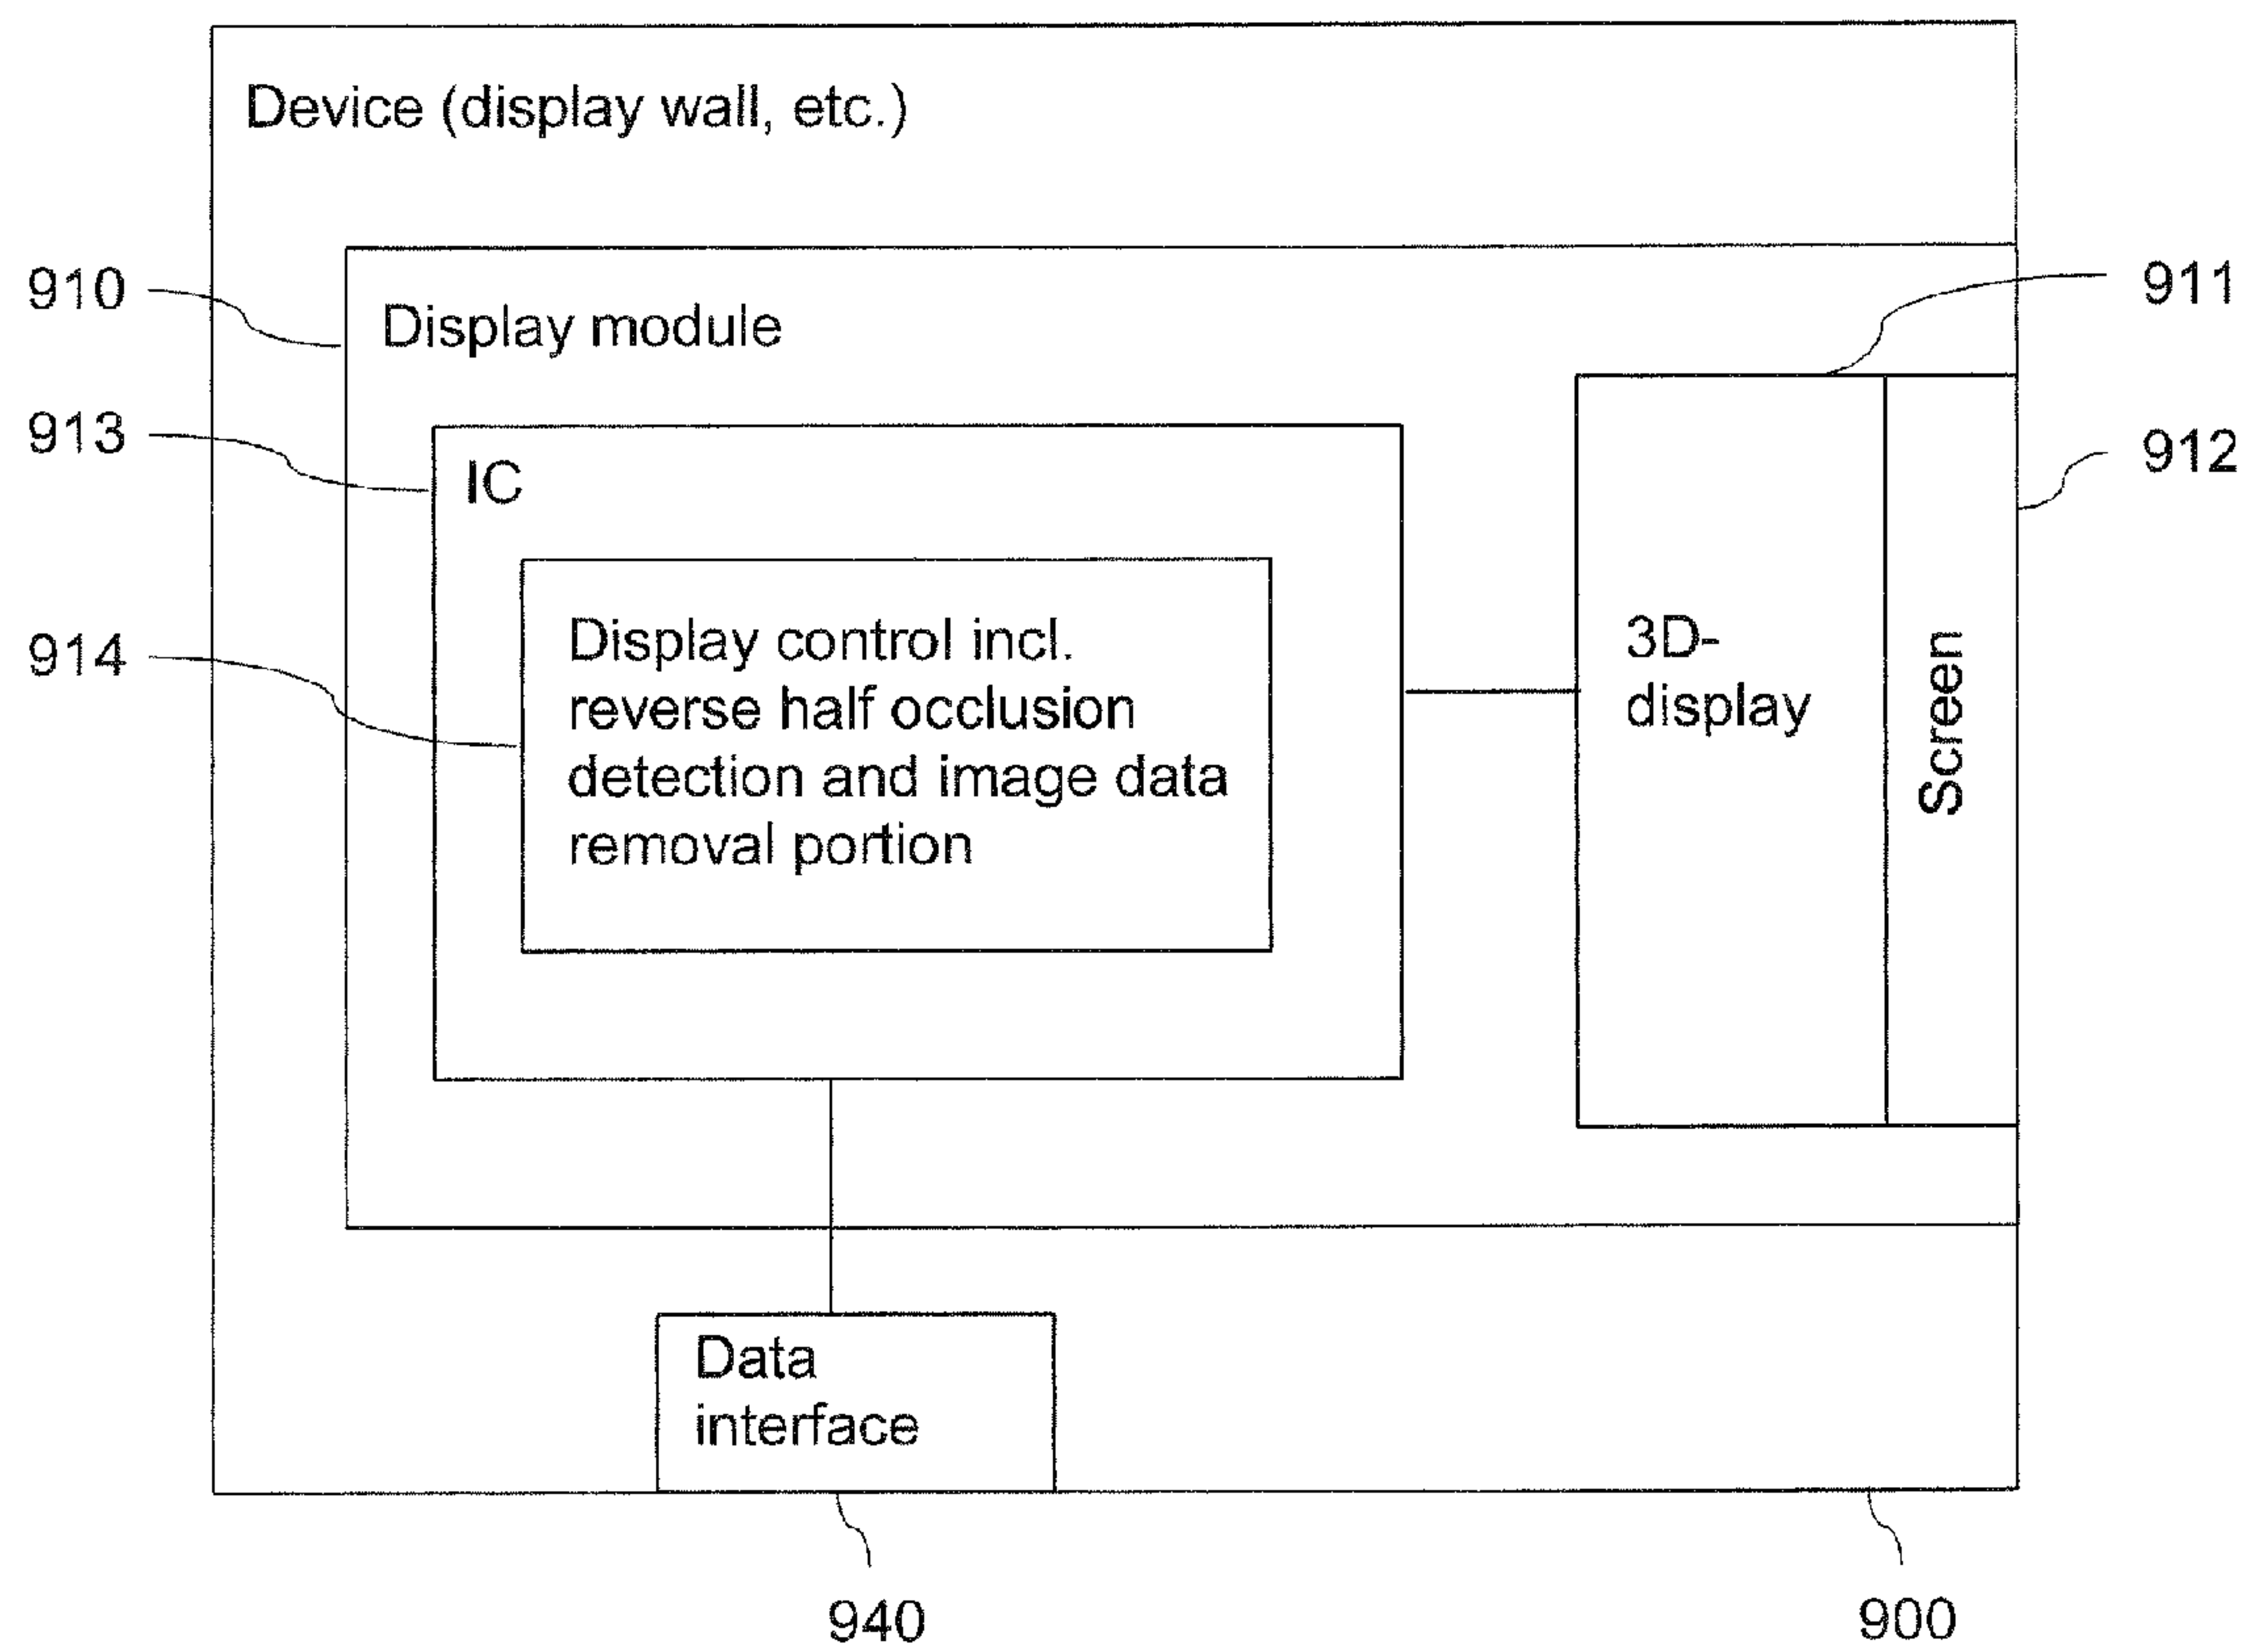 Device (display wall, etc.)
910
Display module
911
913
IC
912
914
Display control incl.
reverse half occlusion
detection and image data
removal portion
3D-
display
Screen
Data
interface
940
900